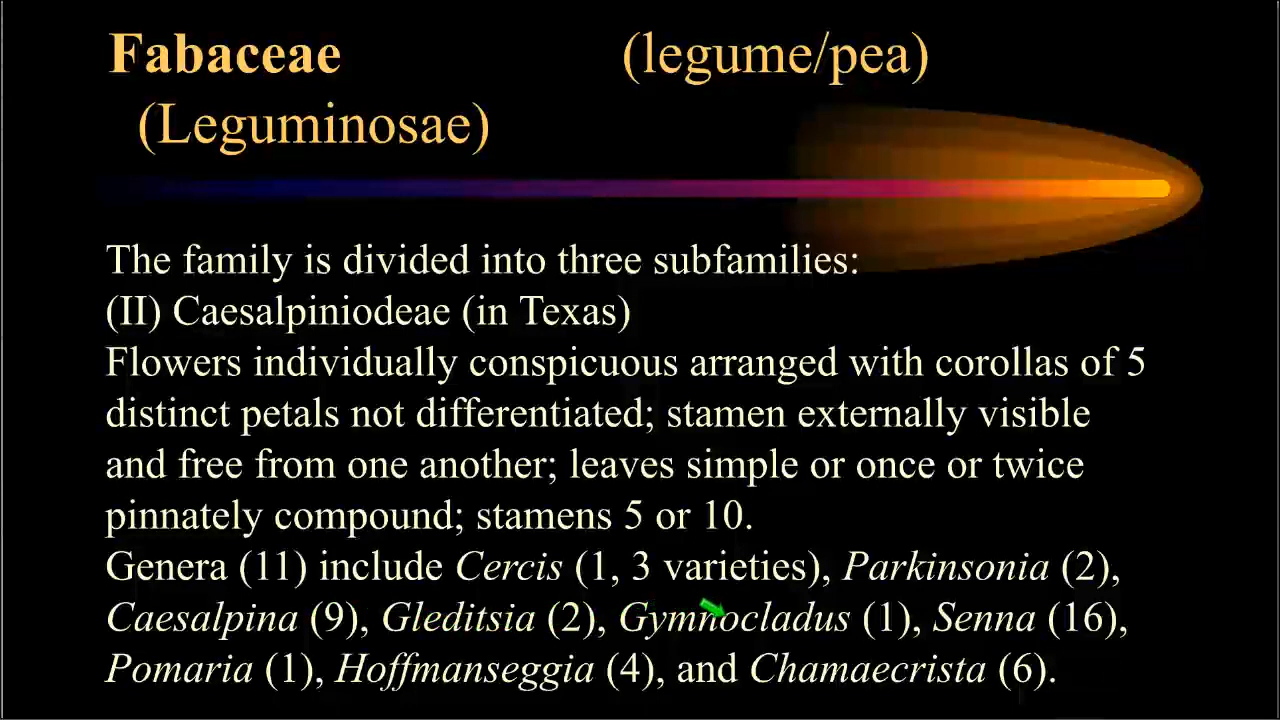 Fabaceae (legume/pea)
(Leguminosae)
The family is divided into three subfamilies:
(II) Caesalpiniodeae (in Texas)
Flowers individually conspicuous arranged with corollas of 5
distinct petals not differentiated; stamen externally visible
and free from one another; leaves simple or once or twice
pinnately compound; stamens 5 or 10.
Genera (11) include Cercis (1, 3 varieties), Parkinsonia (2),
Caesalpina (9), Gleditsia (2), Gymnocladus (1), Senna (16),
Pomaria (1), Hoffmanseggia (4), and Chamaecrista (6).